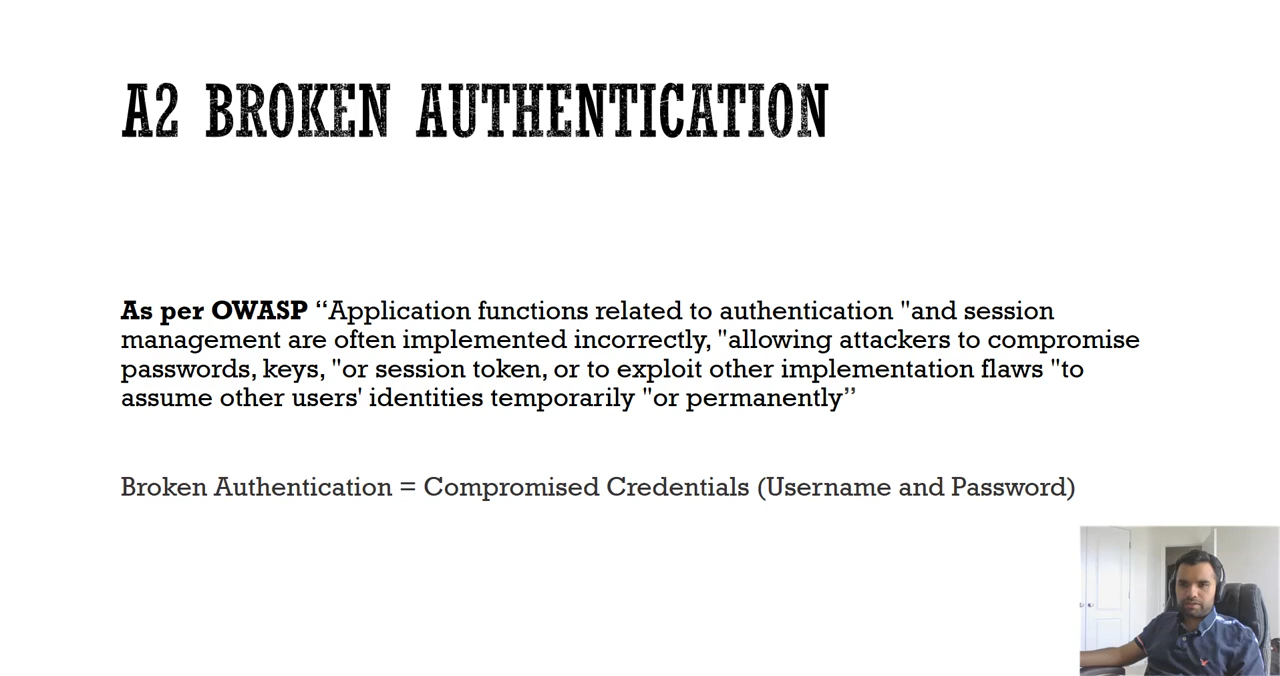 A2 BROKEN AUTHENTICATION
As per OWASP “Application functions related to authentication "and session
management are often implemented incorrectly, "allowing attackers to compromise
passwords, keys, "or session token, or to exploit other implementation flaws "to
assume other users' identities temporarily "or permanently”
Broken Authentication = Compromised Credentials (Username and Password)